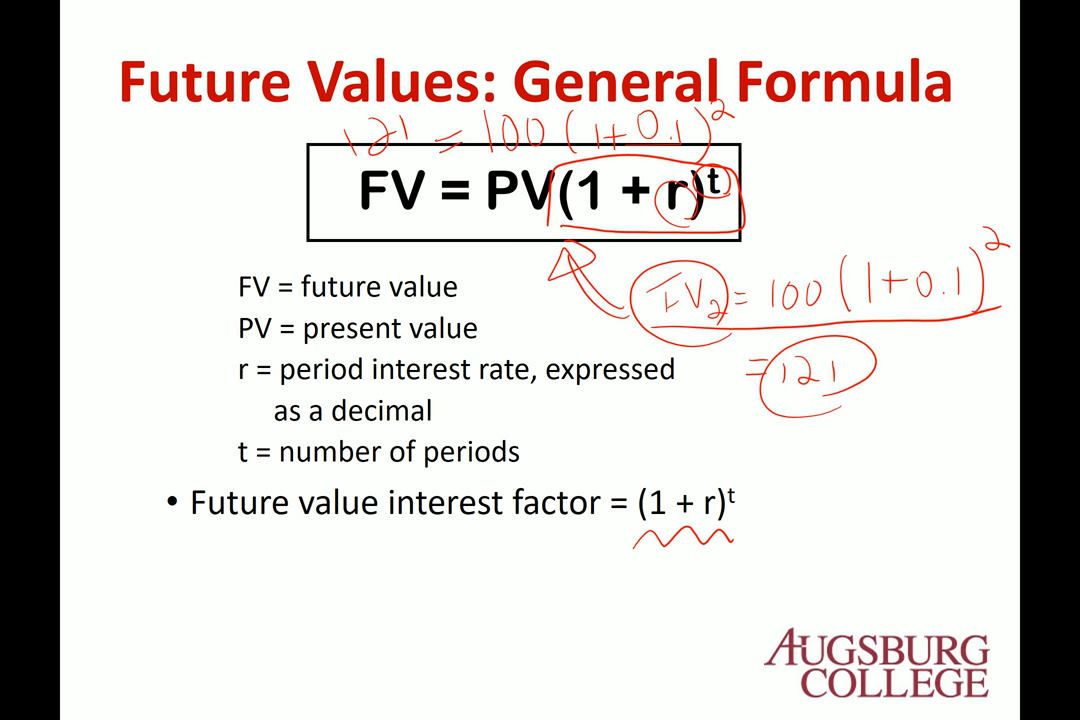 Future Values: General Formula
121 = 100 (1 + 0.1)²
FV = PV(1 + r)ᵗ
FV = future value
FV₂ = 100 (1 + 0.1)²
PV = present value
r = period interest rate, expressed
as a decimal
= 121
t = number of periods
• Future value interest factor = (1 + r)ᵗ
AUGSBURG
COLLEGE